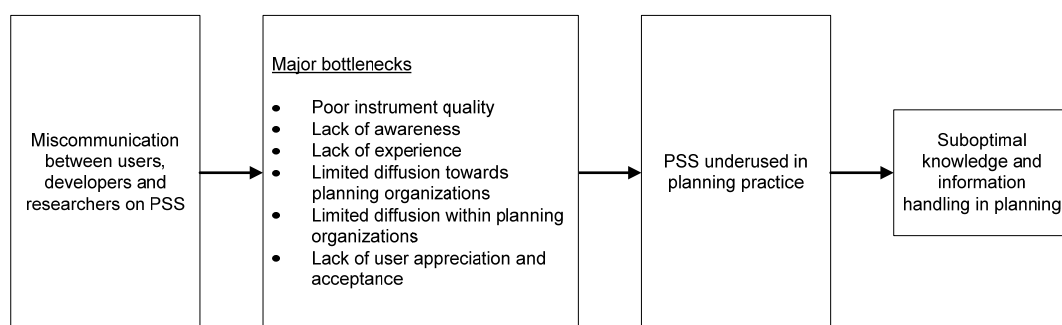 Miscommunication
between users,
developers and
researchers on PSS
Major bottlenecks
● Poor instrument quality
● Lack of awareness
● Lack of experience
● Limited diffusion towards
planning organizations
● Limited diffusion within planning
organizations
● Lack of user appreciation and
acceptance
PSS underused in
planning practice
Suboptimal
knowledge and
information
handling in planning